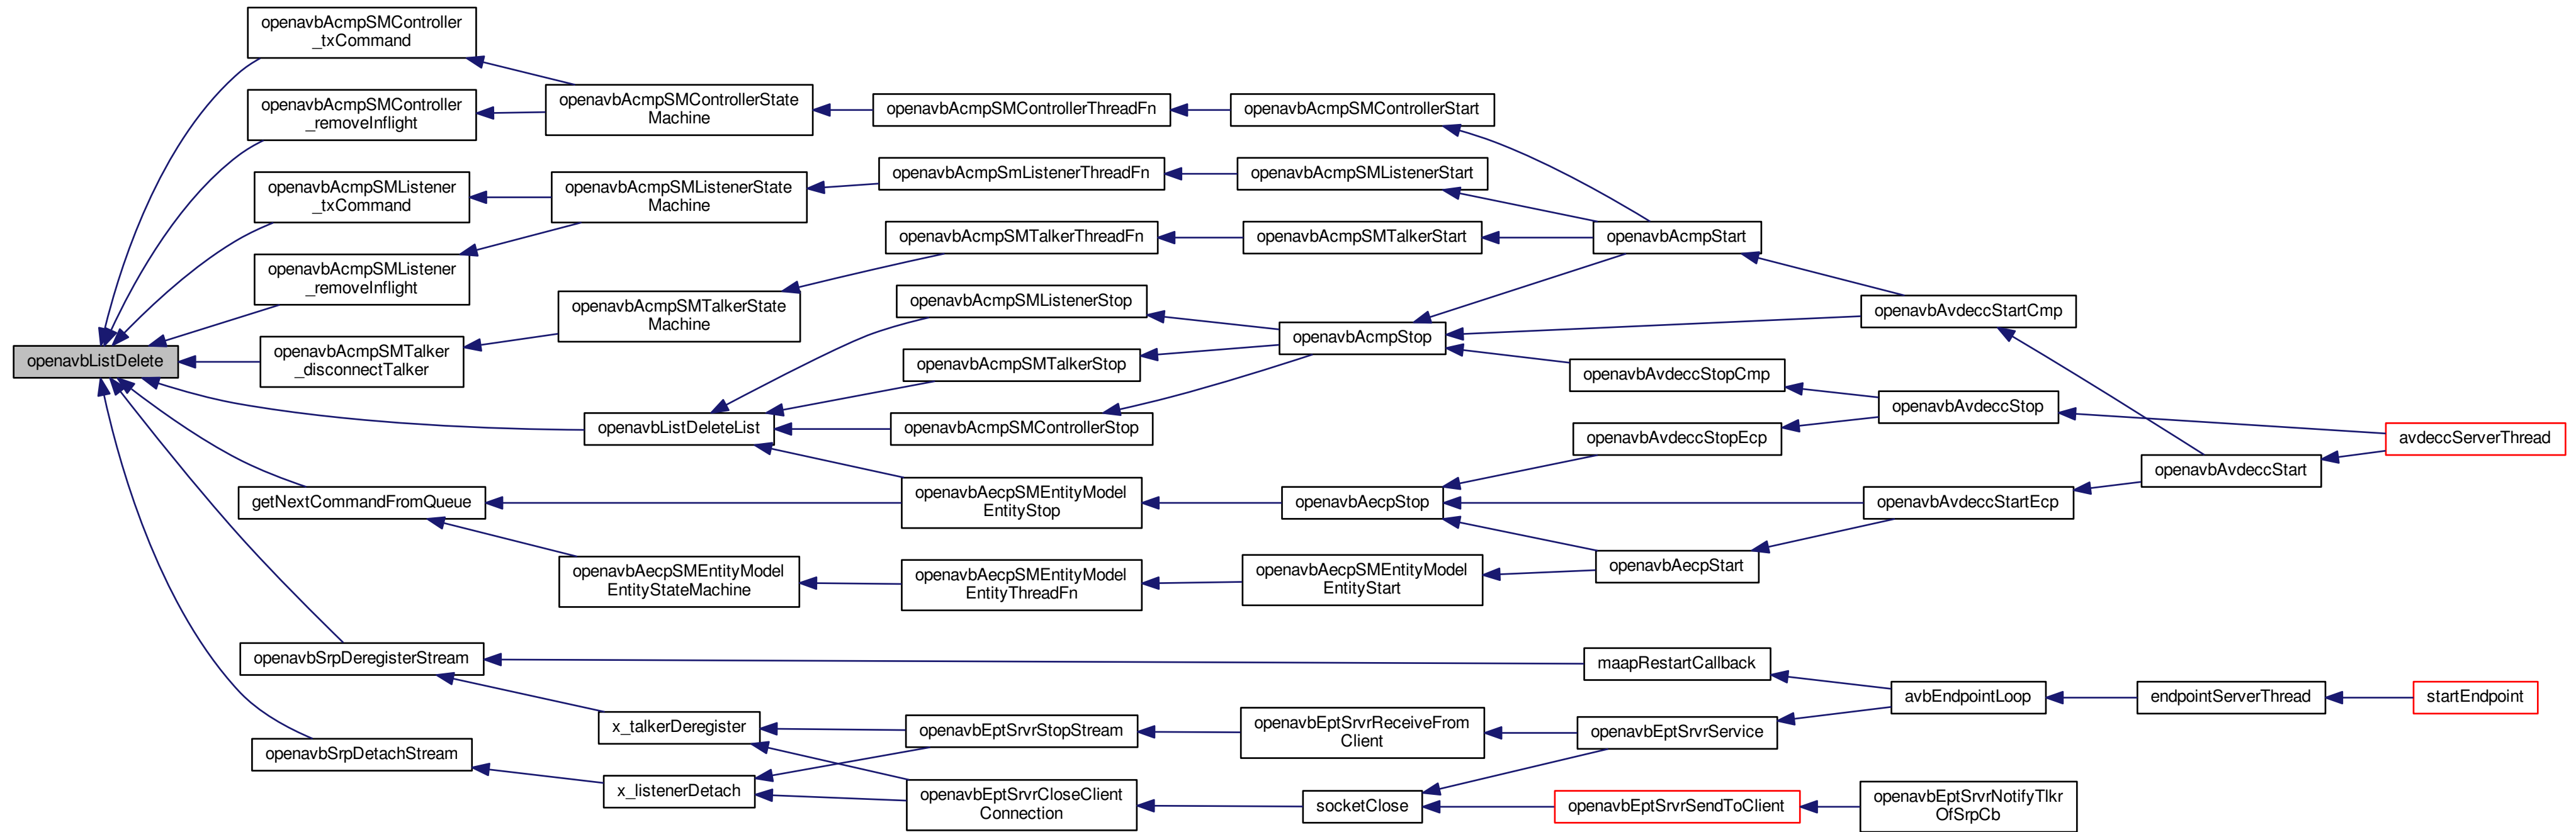 openavbListDelete
openavbAcmpSMController
_txCommand
openavbAcmpSMController
_removeInflight
openavbAcmpSMListener
_txCommand
openavbAcmpSMListener
_removeInflight
openavbAcmpSMTalker
_disconnectTalker
getNextCommandFromQueue
openavbSrpDeregisterStream
openavbSrpDetachStream
openavbAcmpSMControllerState
Machine
openavbAcmpSMListenerState
Machine
openavbAcmpSMTalkerState
Machine
openavbListDeleteList
openavbAecpSMEntityModel
EntityStateMachine
x_talkerDeregister
x_listenerDetach
openavbAcmpSMControllerThreadFn
openavbAcmpSmListenerThreadFn
openavbAcmpSMTalkerThreadFn
openavbAcmpSMListenerStop
openavbAcmpSMTalkerStop
openavbAcmpSMControllerStop
openavbAecpSMEntityModel
EntityStop
openavbAecpSMEntityModel
EntityThreadFn
openavbEptSrvrStopStream
openavbEptSrvrCloseClient
Connection
openavbAcmpSMControllerStart
openavbAcmpSMListenerStart
openavbAcmpSMTalkerStart
openavbAcmpStop
openavbAecpStop
openavbAecpSMEntityModel
EntityStart
openavbEptSrvrReceiveFrom
Client
socketClose
openavbAcmpStart
openavbAvdeccStopCmp
openavbAvdeccStopEcp
openavbAecpStart
maapRestartCallback
openavbEptSrvrService
openavbEptSrvrSendToClient
openavbAvdeccStartCmp
openavbAvdeccStop
openavbAvdeccStartEcp
avbEndpointLoop
openavbEptSrvrNotifyTlkr
OfSrpCb
openavbAvdeccStart
endpointServerThread
avdeccServerThread
startEndpoint